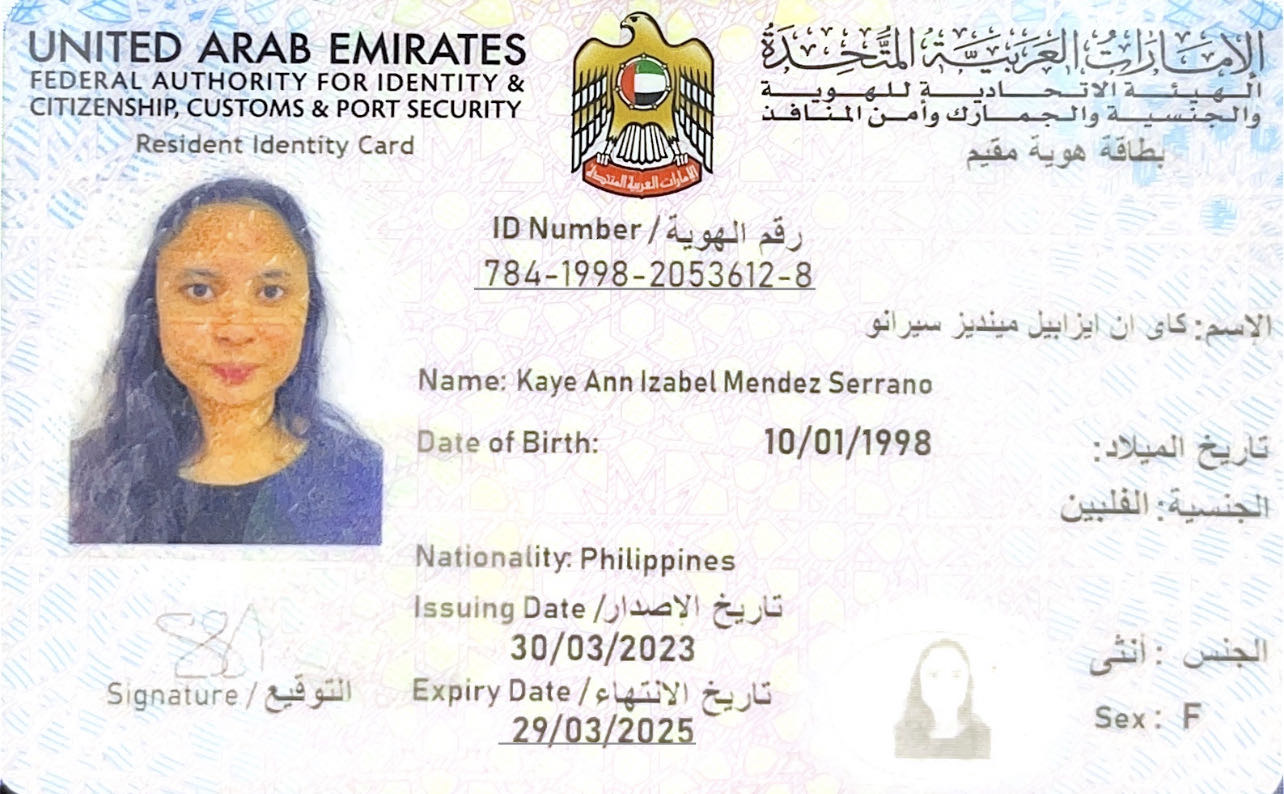 UNITED ARAB EMIRATES
الإمارات العربية المتحدة
FEDERAL AUTHORITY FOR IDENTITY &
CITIZENSHIP, CUSTOMS & PORT SECURITY
الهيئة الاتحادية للهوية
والجنسية والجمارك وأمن المنافذ
Resident Identity Card
بطاقة هوية مقيم
الإمارات العربية المتحدة
ID Number / رقم الهوية
784-1998-2053612-8
الاسم: كاى ان ايزابيل مينديز سيرانو
Name: Kaye Ann Izabel Mendez Serrano
Date of Birth: 10/01/1998 تاريخ الميلاد:
الجنسية: الفلبين
Nationality: Philippines
Issuing Date / تاريخ الإصدار
30/03/2023
Expiry Date / تاريخ الانتهاء
29/03/2025
الجنس : أنثى
Sex : F
Signature / التوقيع